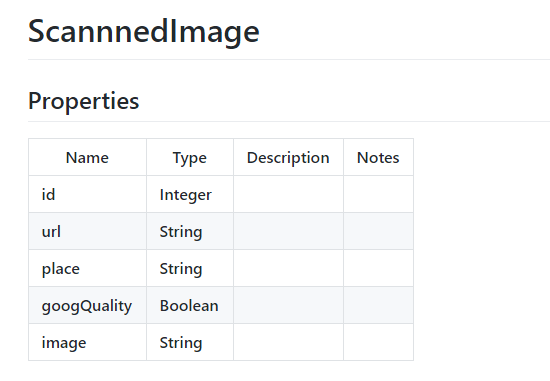 ScannnedImage
Properties
Name Type Description Notes
id Integer
url String
place String
googQuality Boolean
image String